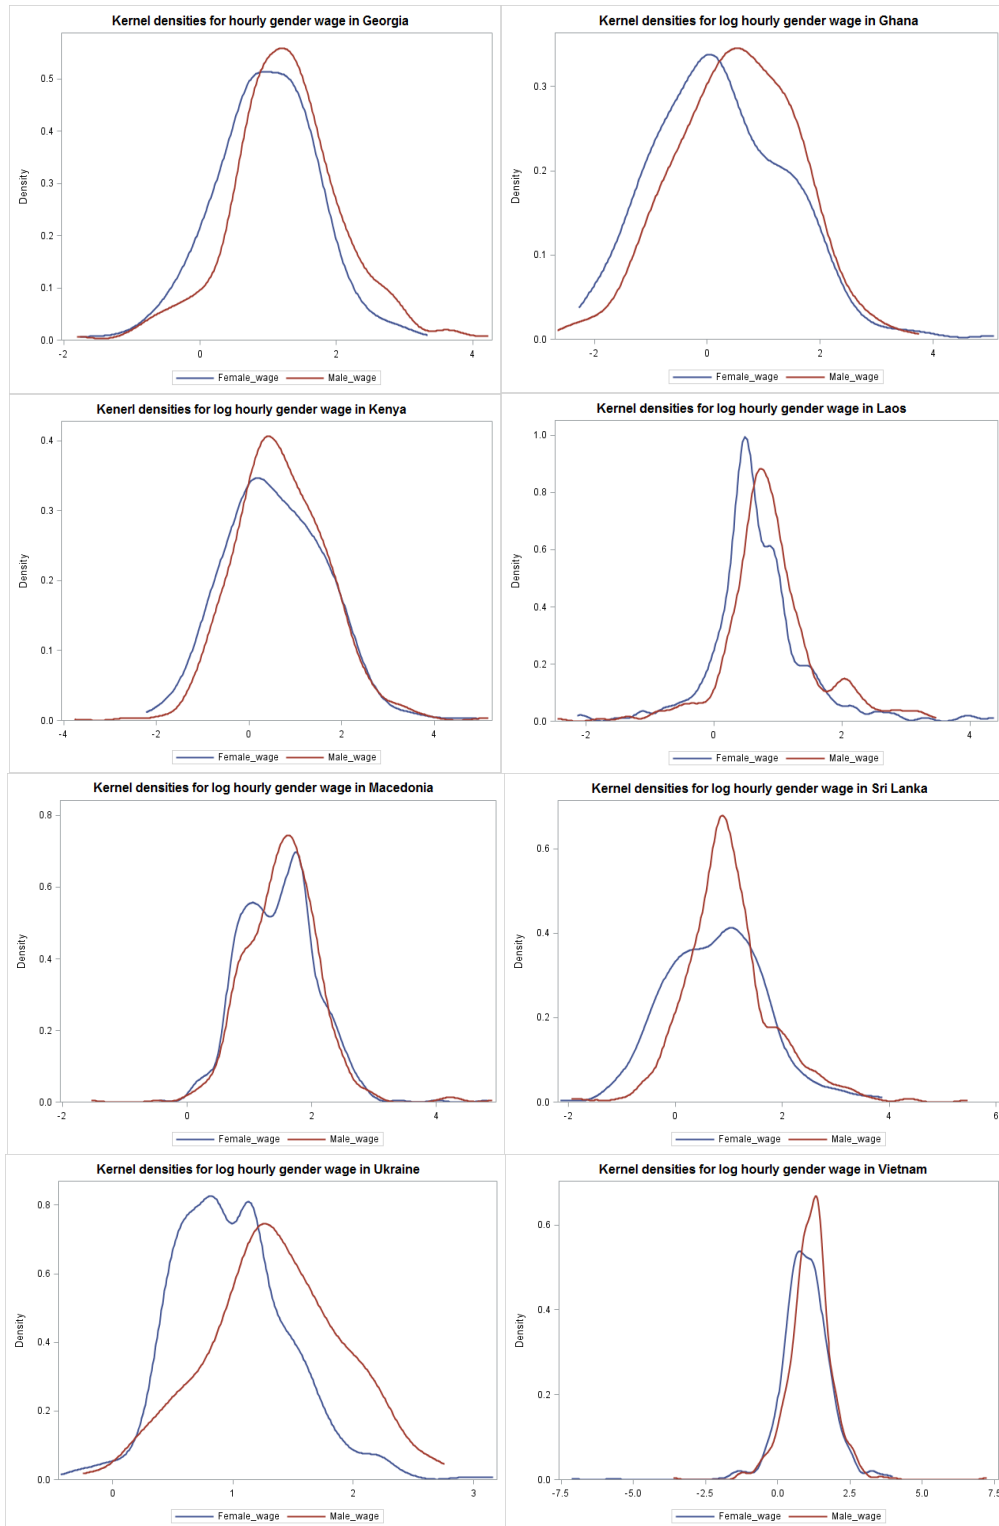 Kernel densities for hourly gender wage in Georgia
Density
0.5
0.4
0.3
0.2
0.1
0.0
-2 0 2 4
Female_wage Male_wage
Kernel densities for log hourly gender wage in Ghana
Density
0.3
0.2
0.1
0.0
-2 0 2 4
Female_wage Male_wage
Kenerl densities for log hourly gender wage in Kenya
Density
0.4
0.3
0.2
0.1
0.0
-4 -2 0 2 4
Female_wage Male_wage
Kernel densities for log hourly gender wage in Laos
Density
1.0
0.8
0.6
0.4
0.2
0.0
-2 0 2 4
Female_wage Male_wage
Kernel densities for log hourly gender wage in Macedonia
Density
0.8
0.6
0.4
0.2
0.0
-2 0 2 4
Female_wage Male_wage
Kernel densities for log hourly gender wage in Sri Lanka
Density
0.6
0.4
0.2
0.0
-2 0 2 4 6
Female_wage Male_wage
Kernel densities for log hourly gender wage in Ukraine
Density
0.8
0.6
0.4
0.2
0.0
0 1 2 3
Female_wage Male_wage
Kernel densities for log hourly gender wage in Vietnam
Density
0.6
0.4
0.2
0.0
-7.5 -5.0 -2.5 0.0 2.5 5.0 7.5
Female_wage Male_wage